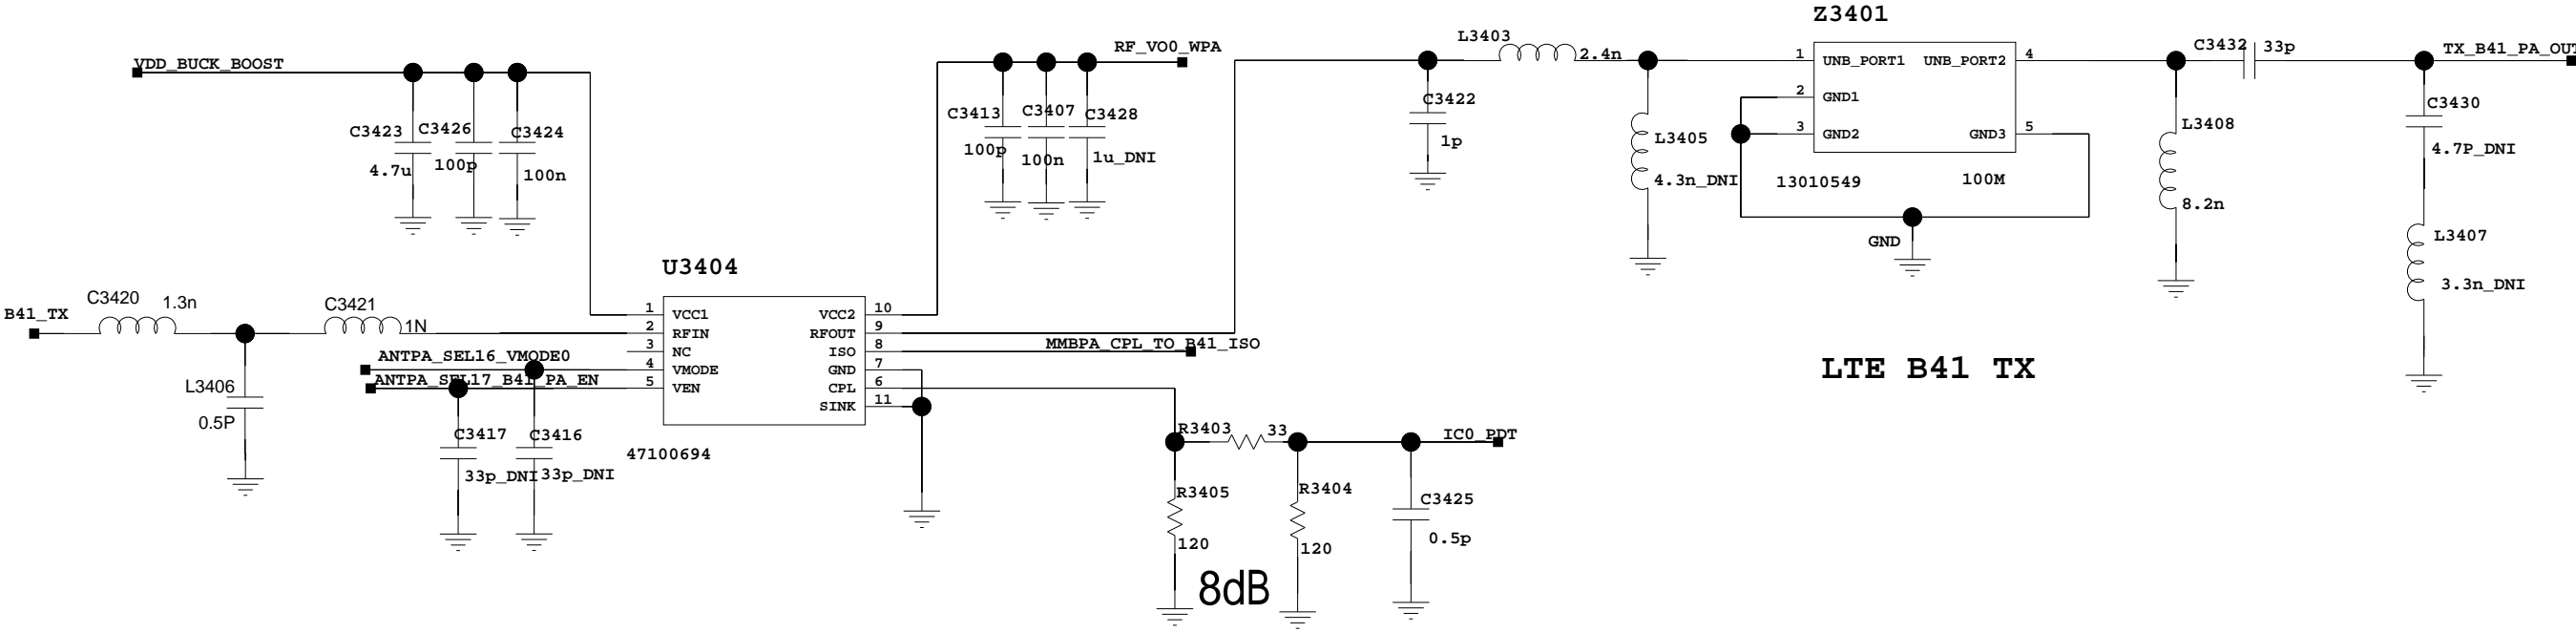 Z3401
VDD_BUCK_BOOST
RF_VO0_WPA
L3403
2.4n
1
UNB_PORT1
UNB_PORT2
4
C3432
33p
TX_B41_PA_OUT
2
GND1
3
GND2
GND3
5
13010549
100M
GND
C3423
C3426
C3424
4.7u
100p
100n
C3413
C3407
C3428
100p
100n
1u_DNI
C3422
1p
L3405
4.3n_DNI
L3408
8.2n
C3430
4.7P_DNI
L3407
3.3n_DNI
U3404
C3420
1.3n
C3421
1N
B41_TX
L3406
0.5P
1
VCC1
VCC2
10
2
RFIN
RFOUT
9
3
NC
ISO
8
4
VMODE
GND
7
5
VEN
CPL
6
SINK
11
47100694
MMBPA_CPL_TO_B41_ISO
ANTPA_SEL16_VMODE0
ANTPA_SEL17_B41_PA_EN
C3417
C3416
33p_DNI
33p_DNI
LTE B41 TX
R3403
33
IC0_PDT
R3405
120
R3404
120
C3425
0.5p
8dB